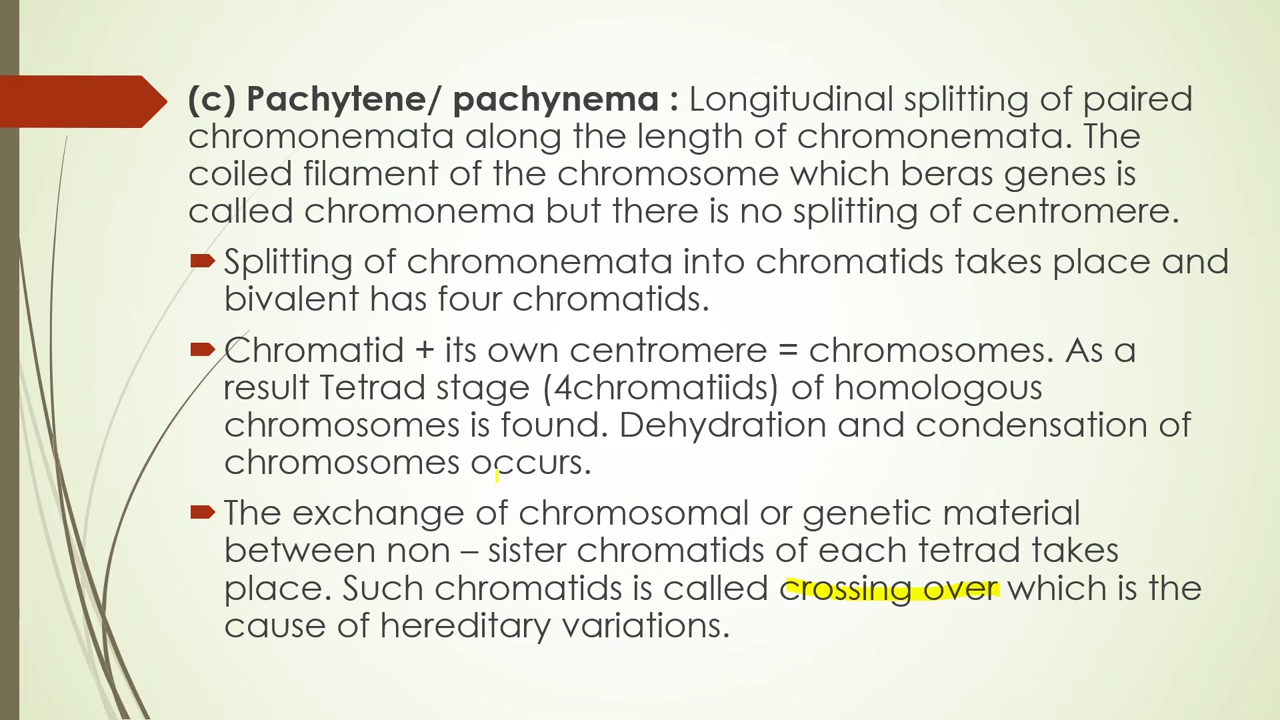 (c) Pachytene/ pachynema : Longitudinal splitting of paired
chromonemata along the length of chromonemata. The
coiled filament of the chromosome which beras genes is
called chromonema but there is no splitting of centromere.
Splitting of chromonemata into chromatids takes place and
bivalent has four chromatids.
Chromatid + its own centromere = chromosomes. As a
result Tetrad stage (4chromatiids) of homologous
chromosomes is found. Dehydration and condensation of
chromosomes occurs.
The exchange of chromosomal or genetic material
between non – sister chromatids of each tetrad takes
place. Such chromatids is called crossing over which is the
cause of hereditary variations.